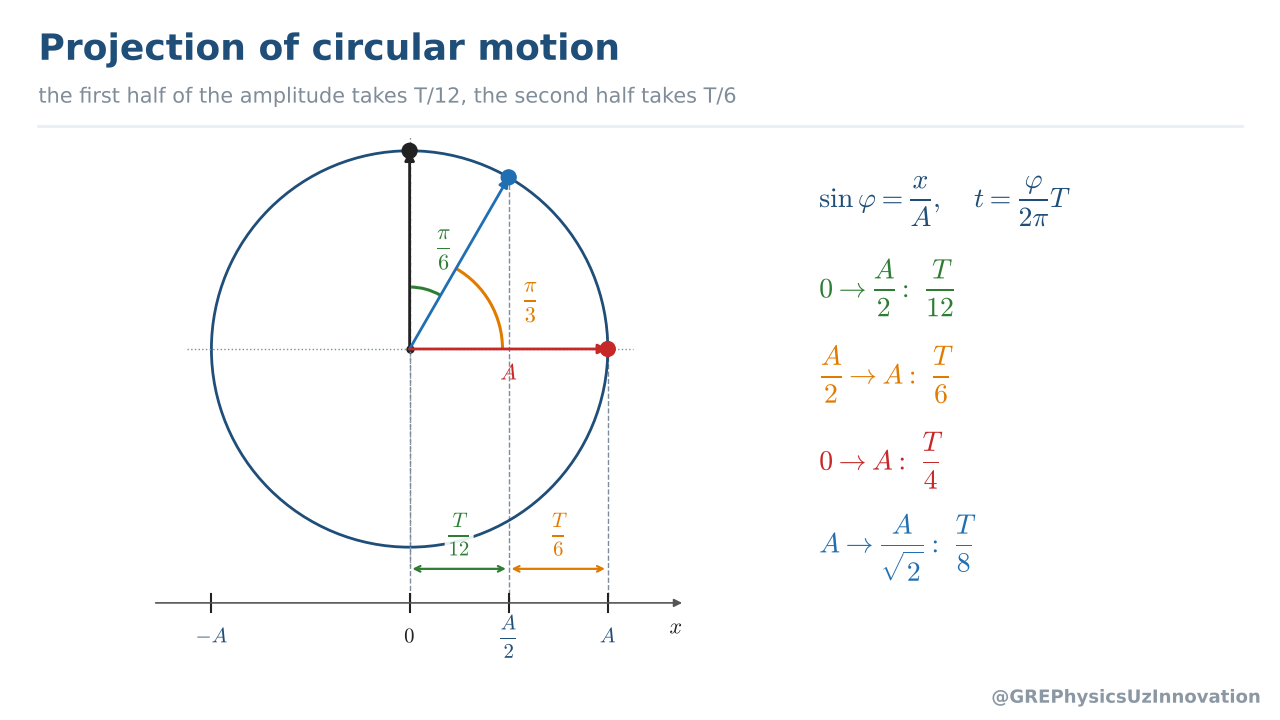 Projection of circular motion
the first half of the amplitude takes T/12, the second half takes T/6
sin φ = x/A, t = φ/2π T
π/6
π/3
A
0 → A/2 : T/12
A/2 → A : T/6
0 → A : T/4
A → A/√2 : T/8
T/12
T/6
−A
0
A/2
A
x
@GREPhysicsUzInnovation